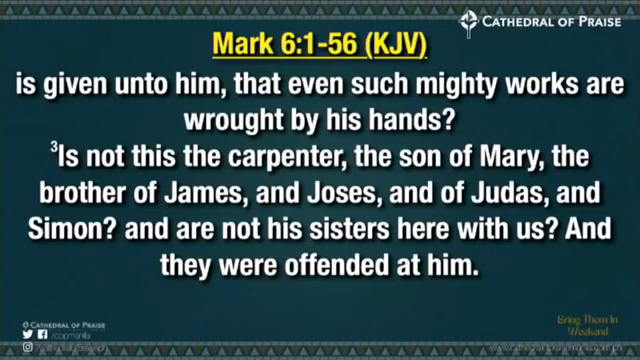 CATHEDRAL OF PRAISE
Mark 6:1-56 (KJV)
is given unto him, that even such mighty works are
wrought by his hands?
³Is not this the carpenter, the son of Mary, the
brother of James, and Joses, and of Judas, and
Simon? and are not his sisters here with us? And
they were offended at him.
CATHEDRAL OF PRAISE
/copmanila
Bring Them In
Weekend